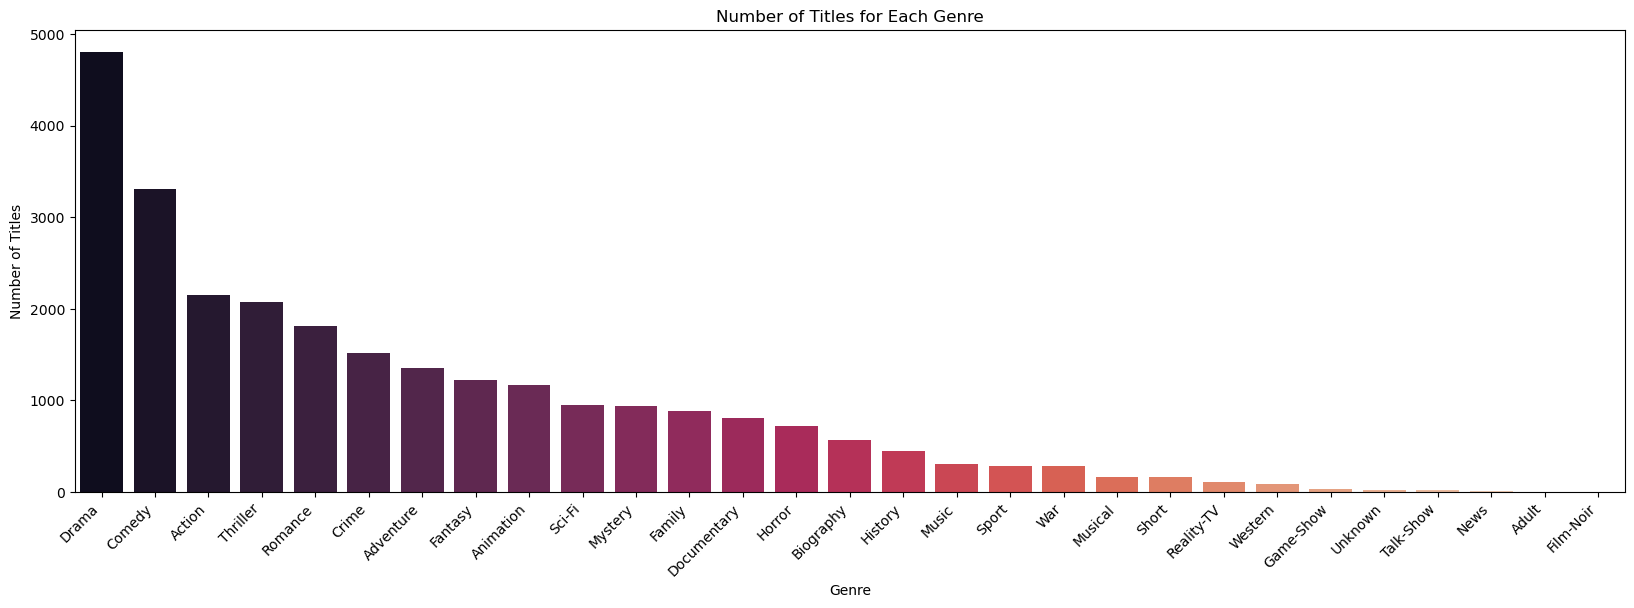 Number of Titles for Each Genre
Number of Titles
5000
4000
3000
2000
1000
0
Drama
Comedy
Action
Thriller
Romance
Crime
Adventure
Fantasy
Animation
Sci-Fi
Mystery
Family
Documentary
Horror
Biography
History
Music
Sport
War
Musical
Short
Reality-TV
Western
Game-Show
Unknown
Talk-Show
News
Adult
Film-Noir
Genre